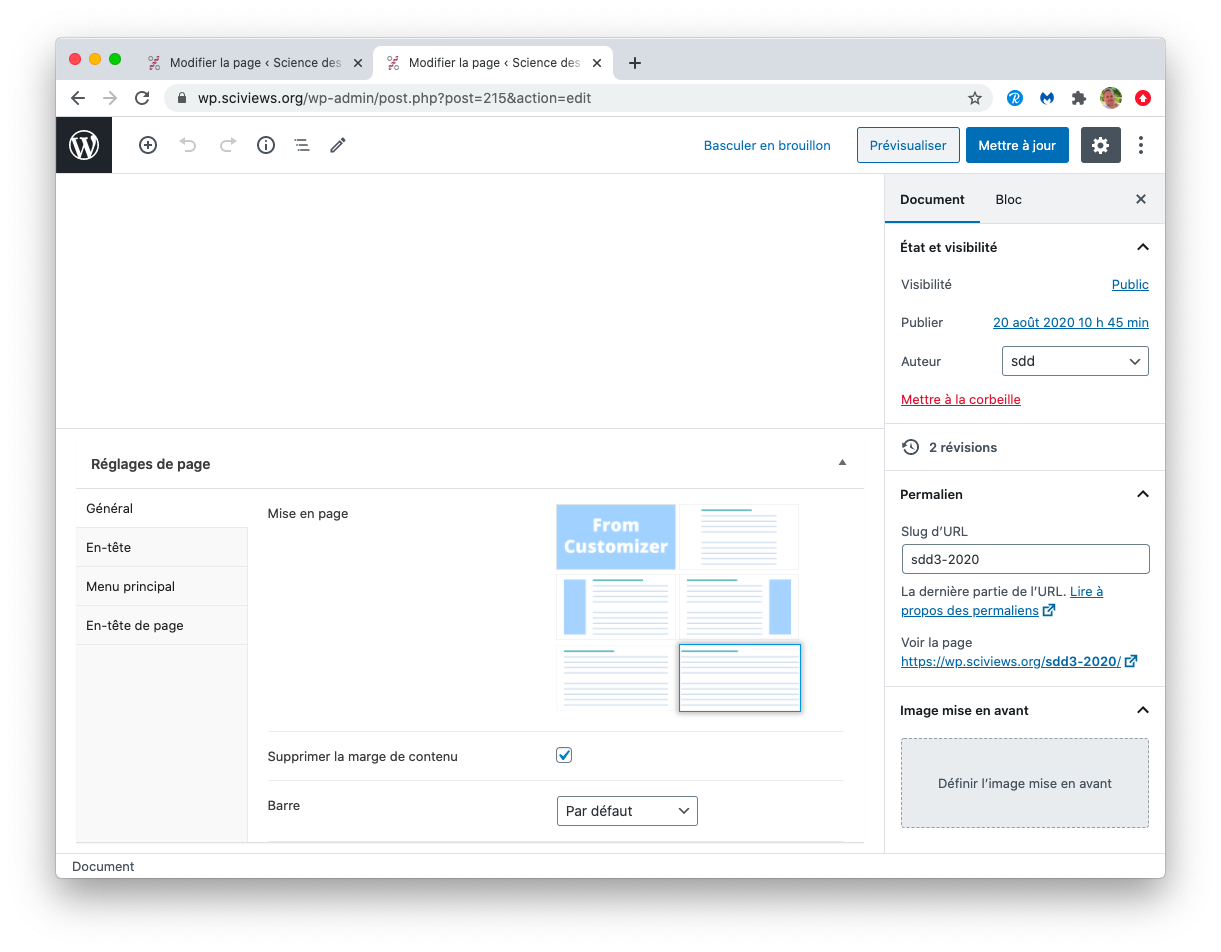 Modifier la page ‹ Science des
Modifier la page ‹ Science des
wp.sciviews.org/wp-admin/post.php?post=215&action=edit
Basculer en brouillon
Prévisualiser
Mettre à jour
Document
Bloc
État et visibilité
Visibilité
Public
Publier
20 août 2020 10 h 45 min
Auteur
sdd
Mettre à la corbeille
2 révisions
Permalien
Slug d’URL
sdd3-2020
La dernière partie de l’URL. Lire à
propos des permaliens
Voir la page
https://wp.sciviews.org/sdd3-2020/
Image mise en avant
Définir l’image mise en avant
Réglages de page
Général
En-tête
Menu principal
En-tête de page
Mise en page
From
Customizer
Supprimer la marge de contenu
Barre
Par défaut
Document